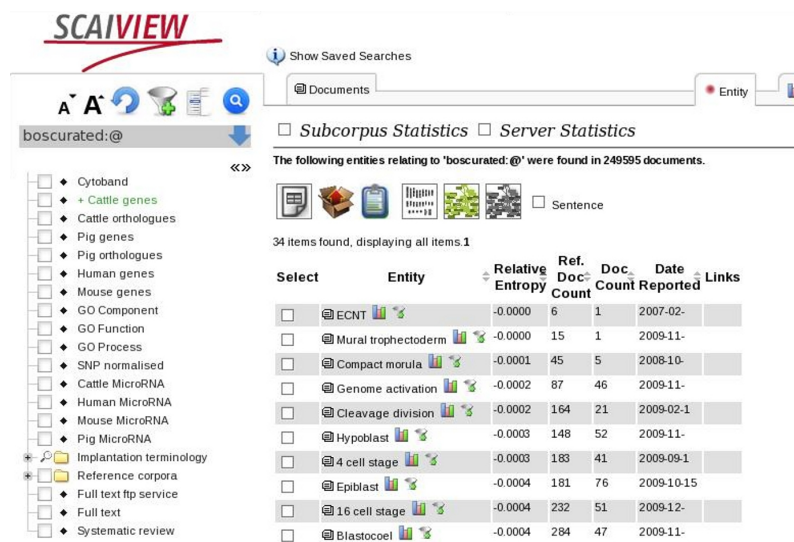 SCAIVIEW
Show Saved Searches
Documents
Entity
A A
boscurated:@
Subcorpus Statistics Server Statistics
The following entities relating to 'boscurated:@' were found in 249595 documents.
«»
Cytoband
+ Cattle genes
Cattle orthologues
Pig genes
Pig orthologues
Human genes
Mouse genes
GO Component
GO Function
GO Process
SNP normalised
Cattle MicroRNA
Human MicroRNA
Mouse MicroRNA
Pig MicroRNA
Implantation terminology
Reference corpora
Full text ftp service
Full text
Systematic review
Sentence
34 items found, displaying all items.1
Select Entity Relative Entropy Ref. Doc Count Doc Count Date Reported Links
ECNT -0.0000 6 1 2007-02-
Mural trophectoderm -0.0000 15 1 2009-11-
Compact morula -0.0001 45 5 2008-10-
Genome activation -0.0002 87 46 2009-11-
Cleavage division -0.0002 164 21 2009-02-1
Hypoblast -0.0003 148 52 2009-11-
4 cell stage -0.0003 183 41 2009-09-1
Epiblast -0.0004 181 76 2009-10-15
16 cell stage -0.0004 232 51 2009-12-
Blastocoel -0.0004 284 47 2009-11-